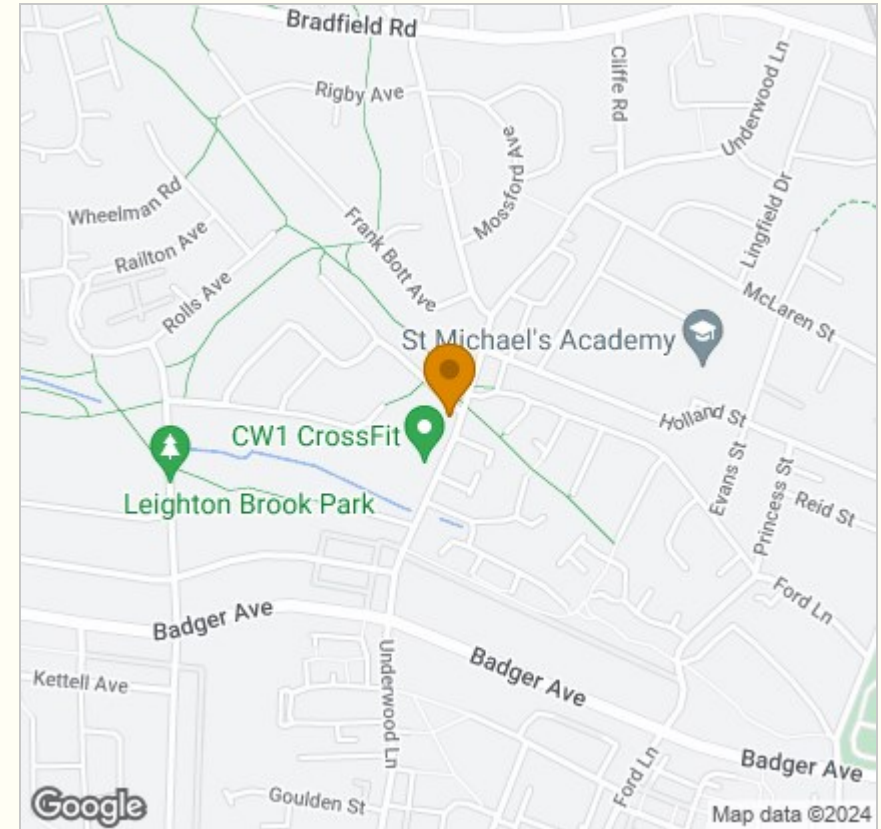 Bradfield Rd
Rigby Ave
Cliffe Rd
Underwood Ln
Mossford Ave
Wheelman Rd
Frank Bott Ave
Lingfield Dr
Railton Ave
Rolls Ave
McLaren St
St Michael's Academy
Holland St
CW1 CrossFit
Evans St
Princess St
Leighton Brook Park
Reid St
Ford Ln
Badger Ave
Underwood Ln
Badger Ave
Kettell Ave
Badger Ave
Ford Ln
Goulden St
Google
Map data ©2024